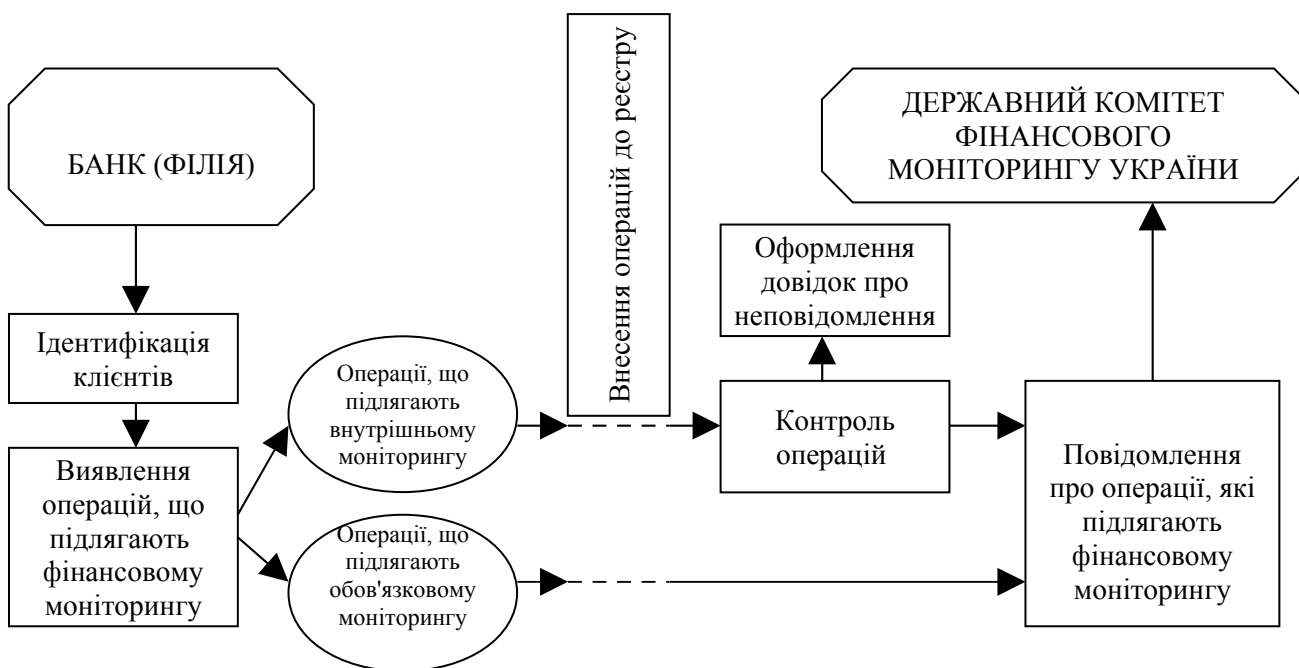 БАНК (ФІЛІЯ)
Ідентифікація
клієнтів
Виявлення
операцій, що
підлягають
фінансовому
моніторингу
Операції, що
підлягають
внутрішньому
моніторингу
Операції, що
підлягають
обов'язкового
моніторингу
Внесення операцій до реєстру
Оформлення
довідок про
неповідомлення
Контроль
операцій
ДЕРЖАВНИЙ КОМІТЕТ
ФІНАНСОВОГО
МОНІТОРИНГУ УКРАЇНИ
Повідомлення
про операції, які
підлягають
фінансовому
моніторингу